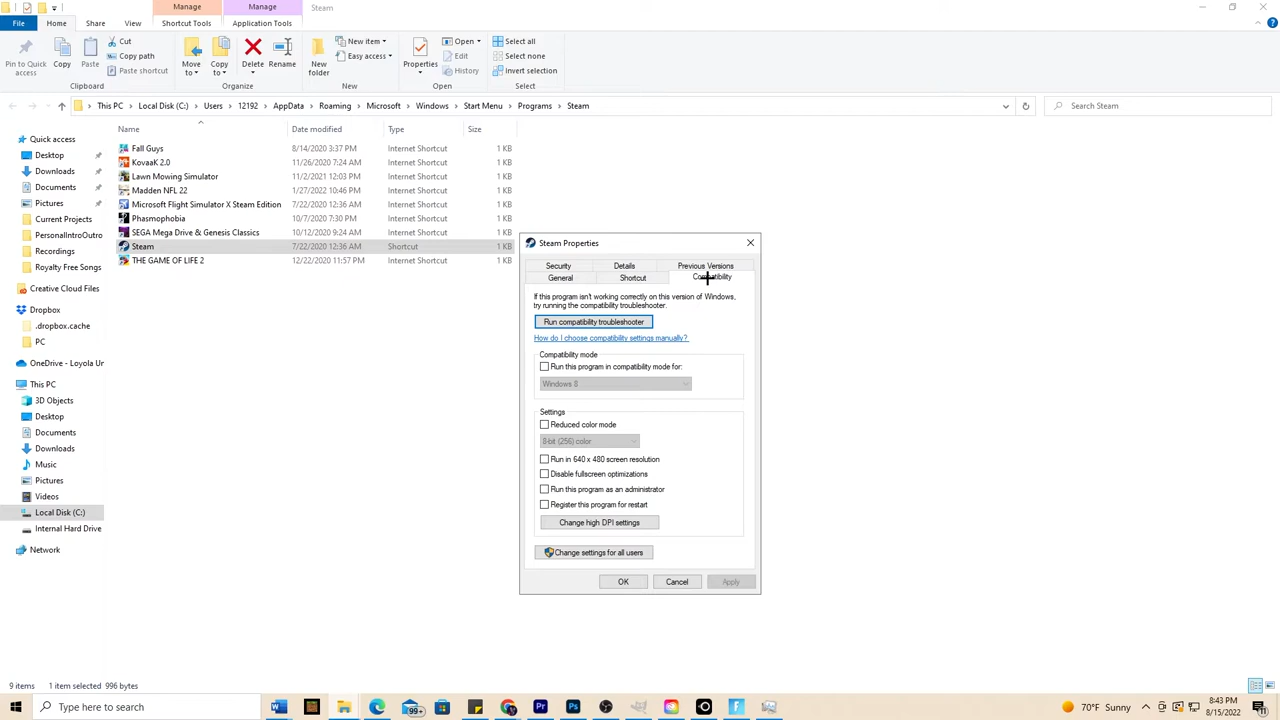 Manage
Manage
Steam
File
Home
Share
View
Shortcut Tools
Application Tools
Pin to Quick access
Copy
Paste
Cut
Copy path
Paste shortcut
Clipboard
Move to
Copy to
Delete
Rename
Organize
New folder
New item
Easy access
New
Properties
Open
Edit
History
Open
Select all
Select none
Invert selection
Select
This PC > Local Disk (C:) > Users > 12192 > AppData > Roaming > Microsoft > Windows > Start Menu > Programs > Steam
Search Steam
Quick access
Desktop
Downloads
Documents
Pictures
Current Projects
PersonalIntroOutro
Recordings
Royalty Free Songs
Creative Cloud Files
Dropbox
.dropbox.cache
PC
OneDrive - Loyola Ur
This PC
3D Objects
Desktop
Documents
Downloads
Music
Pictures
Videos
Local Disk (C:)
Internal Hard Drive
Network
Name Date modified Type Size
Fall Guys 8/14/2020 3:37 PM Internet Shortcut 1 KB
KovaaK 2.0 11/26/2020 7:24 AM Internet Shortcut 1 KB
Lawn Mowing Simulator 11/2/2021 12:03 PM Internet Shortcut 1 KB
Madden NFL 22 1/27/2022 10:46 PM Internet Shortcut 1 KB
Microsoft Flight Simulator X Steam Edition 7/22/2020 12:36 AM Internet Shortcut 1 KB
Phasmophobia 10/7/2020 7:30 PM Internet Shortcut 1 KB
SEGA Mega Drive & Genesis Classics 10/12/2020 9:24 AM Internet Shortcut 1 KB
Steam 7/22/2020 12:36 AM Shortcut 1 KB
THE GAME OF LIFE 2 12/22/2020 11:57 PM Internet Shortcut 1 KB
Steam Properties
Security Details Previous Versions
General Shortcut Compatibility
If this program isn't working correctly on this version of Windows,
try running the compatibility troubleshooter.
Run compatibility troubleshooter
How do I choose compatibility settings manually?
Compatibility mode
Run this program in compatibility mode for:
Windows 8
Settings
Reduced color mode
8-bit (256) color
Run in 640 x 480 screen resolution
Disable fullscreen optimizations
Run this program as an administrator
Register this program for restart
Change high DPI settings
Change settings for all users
OK Cancel Apply
9 items 1 item selected 996 bytes
Type here to search
99+
70°F Sunny
8:43 PM
8/15/2022
11